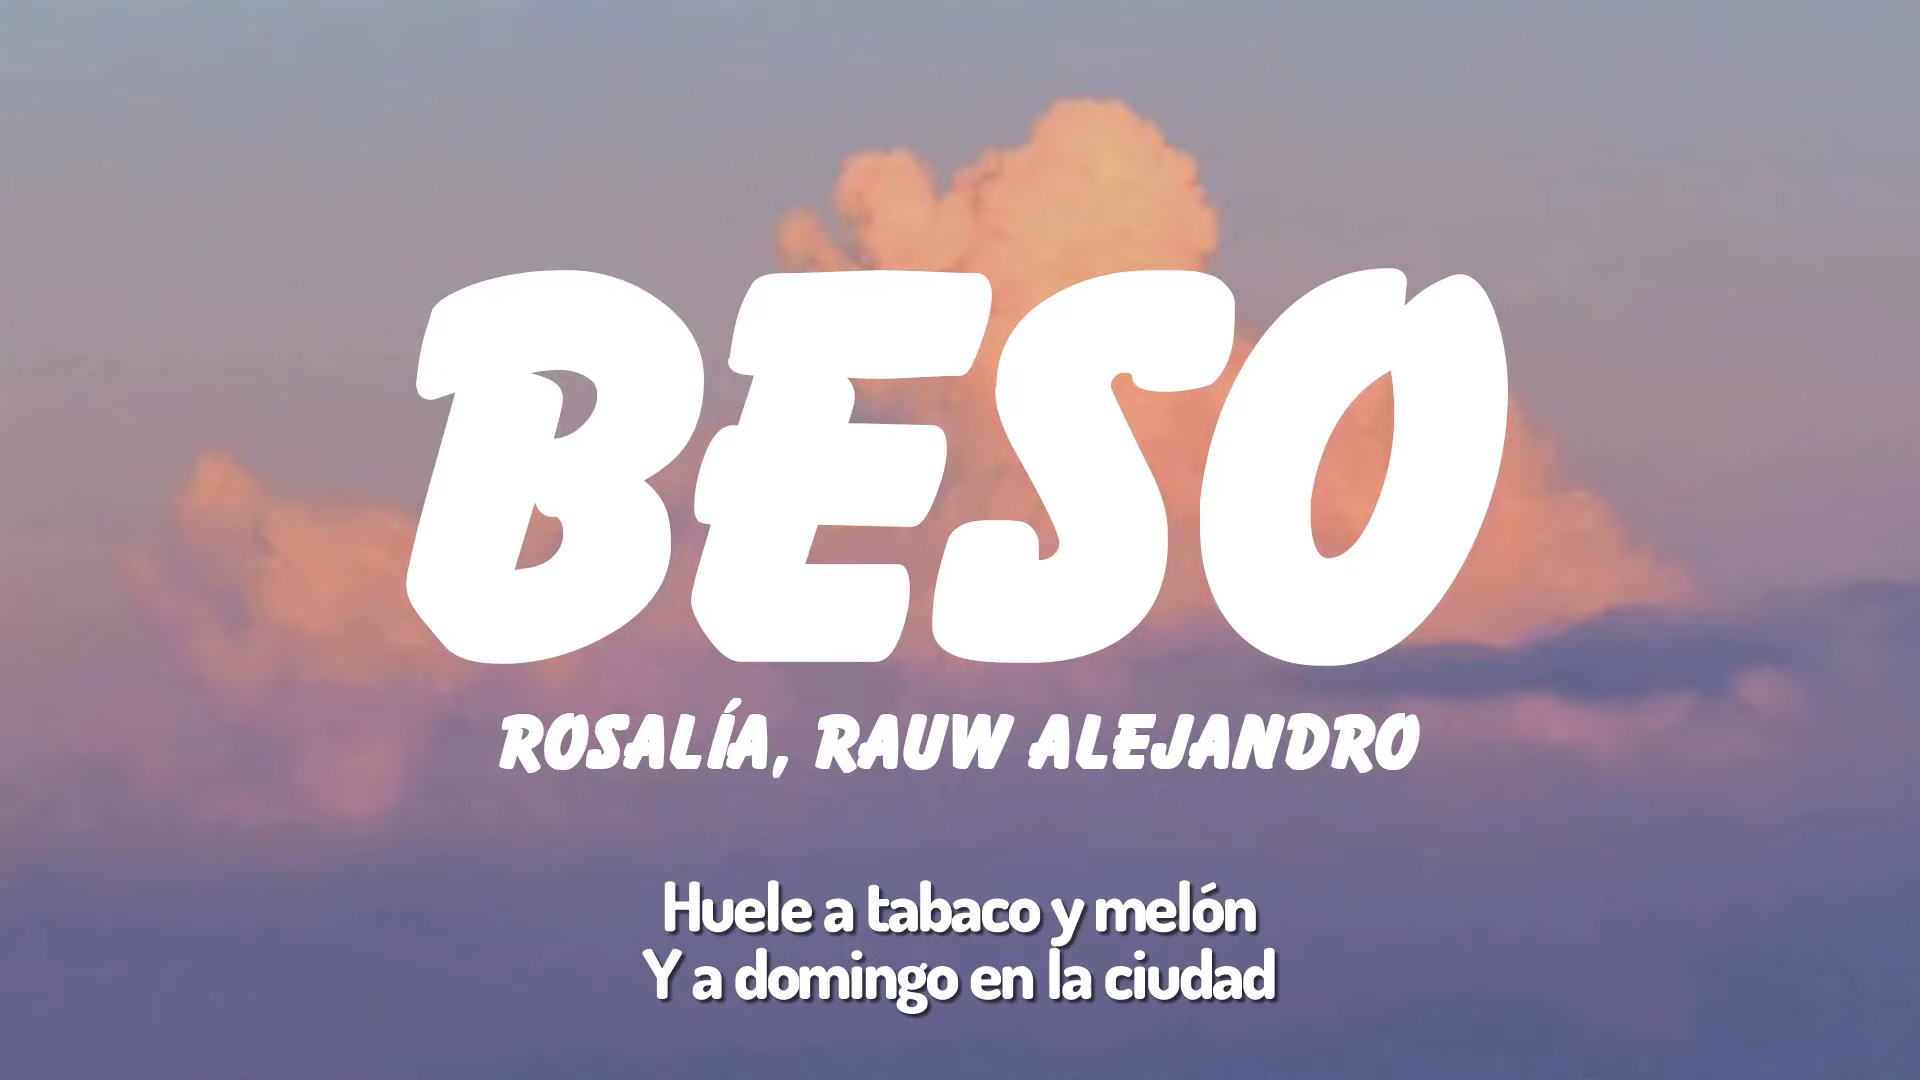 BESO
ROSALÍA, RAUW ALEJANDRO
Huele a tabaco y melón
Y a domingo en la ciudad